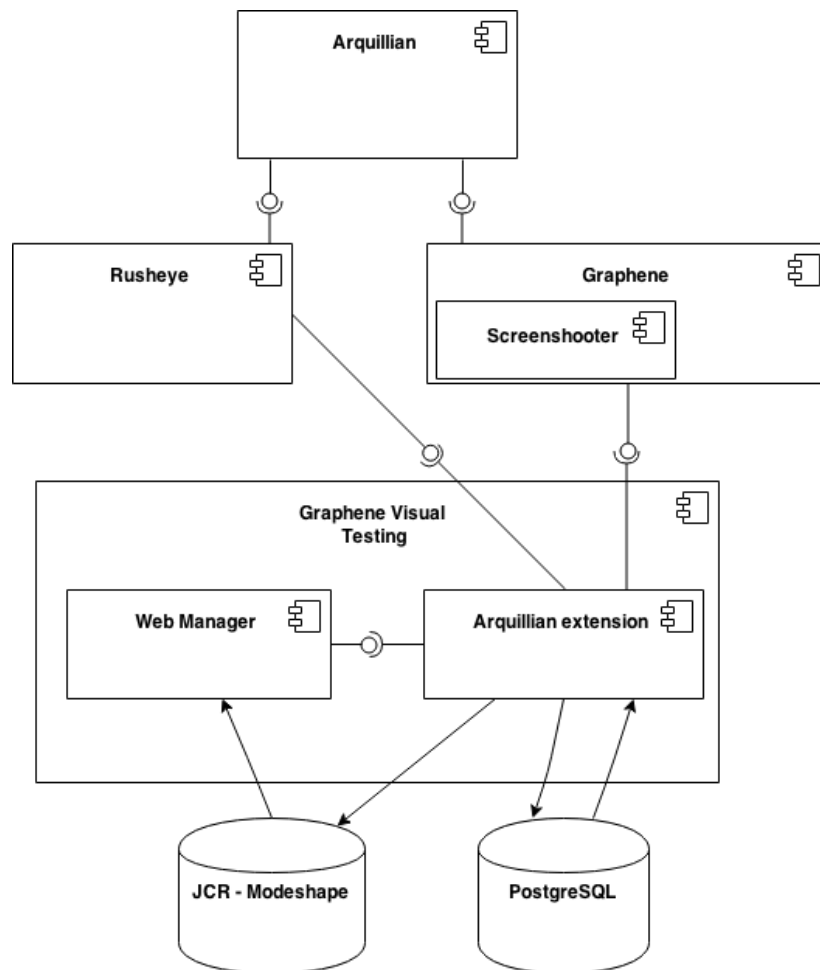 Arquillian
Rusheye
Graphene
Screenshooter
Graphene Visual
Testing
Web Manager
Arquillian extension
JCR - Modeshape
PostgreSQL